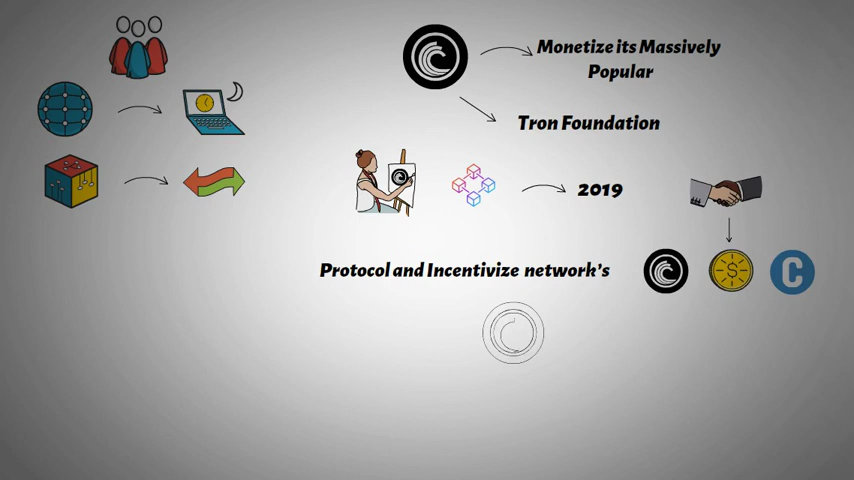 Monetize its Massively
Popular
Tron Foundation
2019
Protocol and Incentivize network's